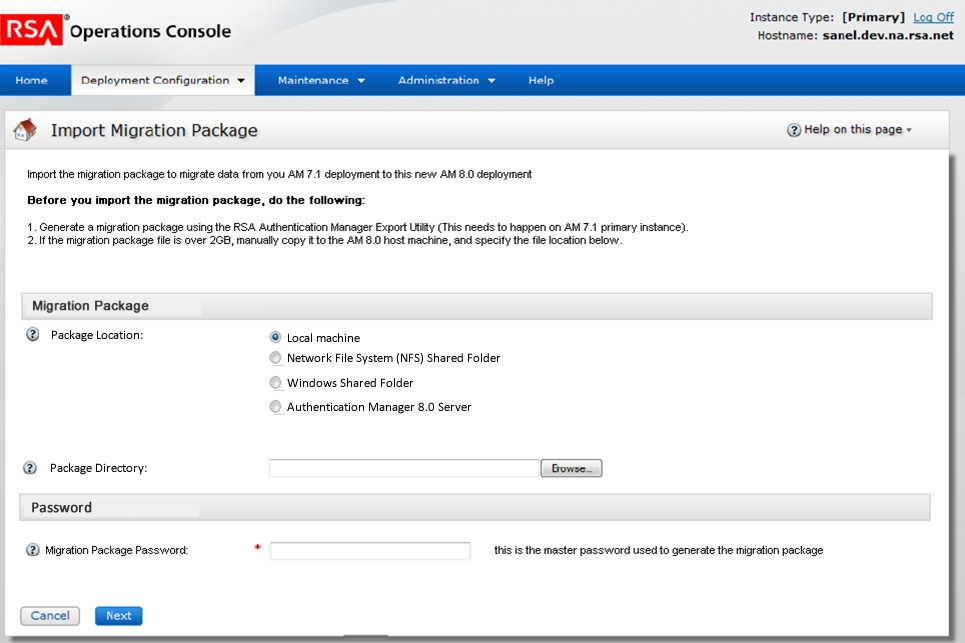 Instance Type: [Primary] Log Off
RSA® Operations Console
Hostname: sanel.dev.na.rsa.net
Home Deployment Configuration Maintenance Administration Help
Import Migration Package
Help on this page
Import the migration package to migrate data from you AM 7.1 deployment to this new AM 8.0 deployment
Before you import the migration package, do the following:
1. Generate a migration package using the RSA Authentication Manager Export Utility (This needs to happen on AM 7.1 primary instance).
2. If the migration package file is over 2GB, manually copy it to the AM 8.0 host machine, and specify the file location below.
Migration Package
? Package Location:
Local machine
Network File System (NFS) Shared Folder
Windows Shared Folder
Authentication Manager 8.0 Server
? Package Directory: Browse...
Password
? Migration Package Password: * this is the master password used to generate the migration package
Cancel Next